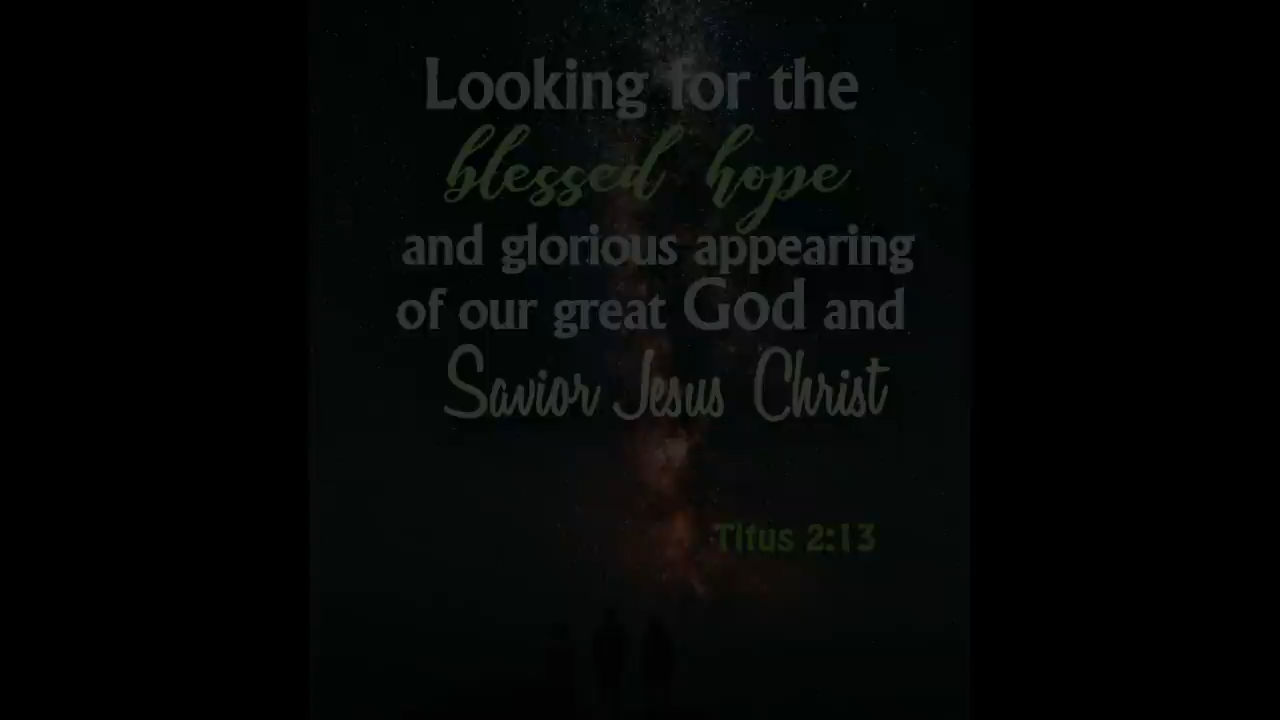 Looking for the
blessed hope
and glorious appearing
of our great God and
Savior Jesus Christ
Titus 2:13